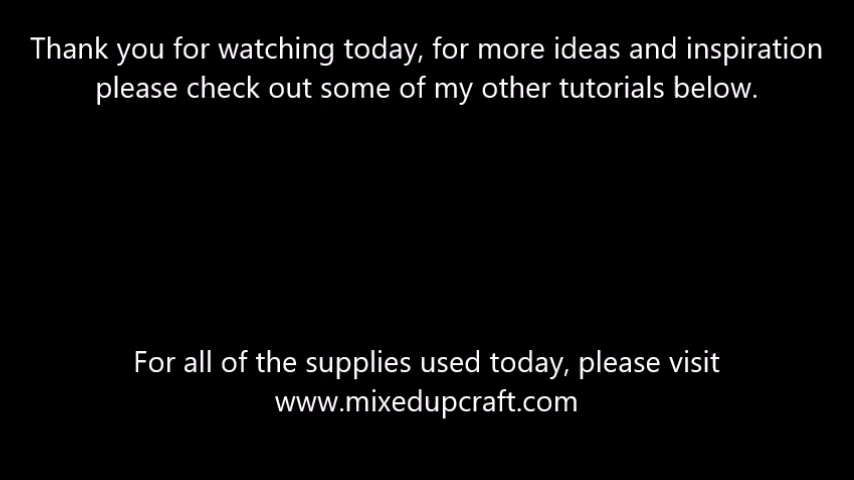 Thank you for watching today, for more ideas and inspiration
please check out some of my other tutorials below.
For all of the supplies used today, please visit
www.mixedupcraft.com